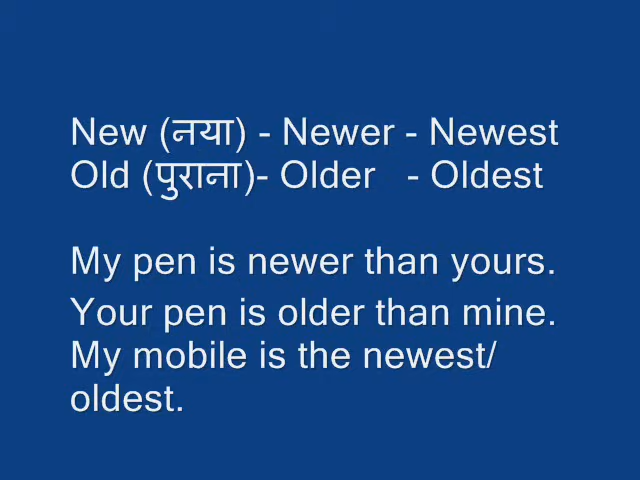 New (नया) - Newer - Newest
Old (पुराना)- Older - Oldest
My pen is newer than yours.
Your pen is older than mine.
My mobile is the newest/
oldest.